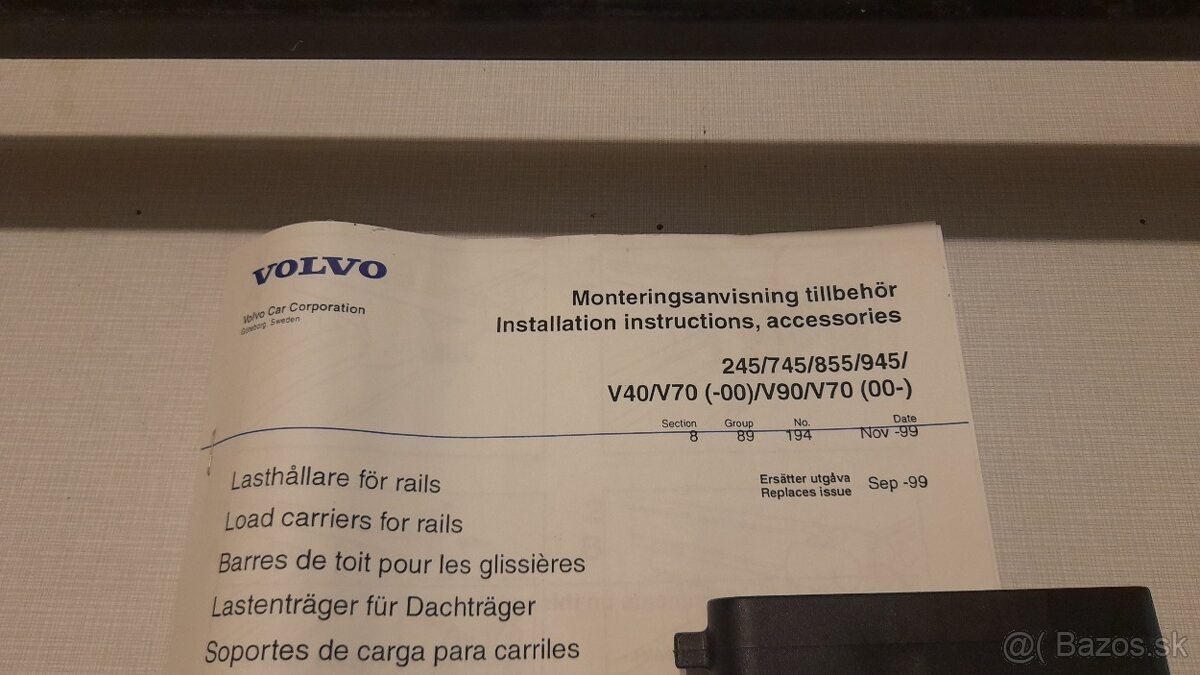 VOLVO
Volvo Car Corporation
Göteborg Sweden
Monteringsanvisning tillbehör
Installation instructions, accessories
245/745/855/945/
V40/V70 (-00)/V90/V70 (00-)
Section Group No. Date
8 89 194 Nov -99
Ersätter utgåva
Replaces issue Sep -99
Lasthållare för rails
Load carriers for rails
Barres de toit pour les glissières
Lastenträger für Dachträger
Soportes de carga para carriles
@( Bazos.sk